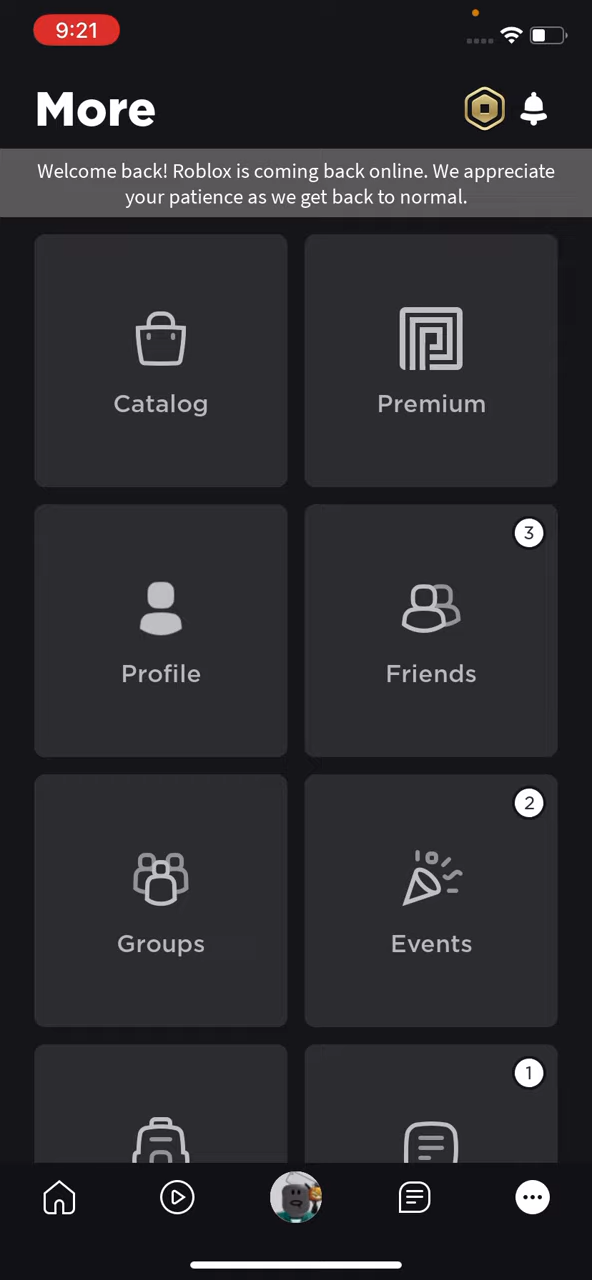 9:21
More
Welcome back! Roblox is coming back online. We appreciate
your patience as we get back to normal.
Catalog
Premium
Profile
3
Friends
Groups
2
Events
1